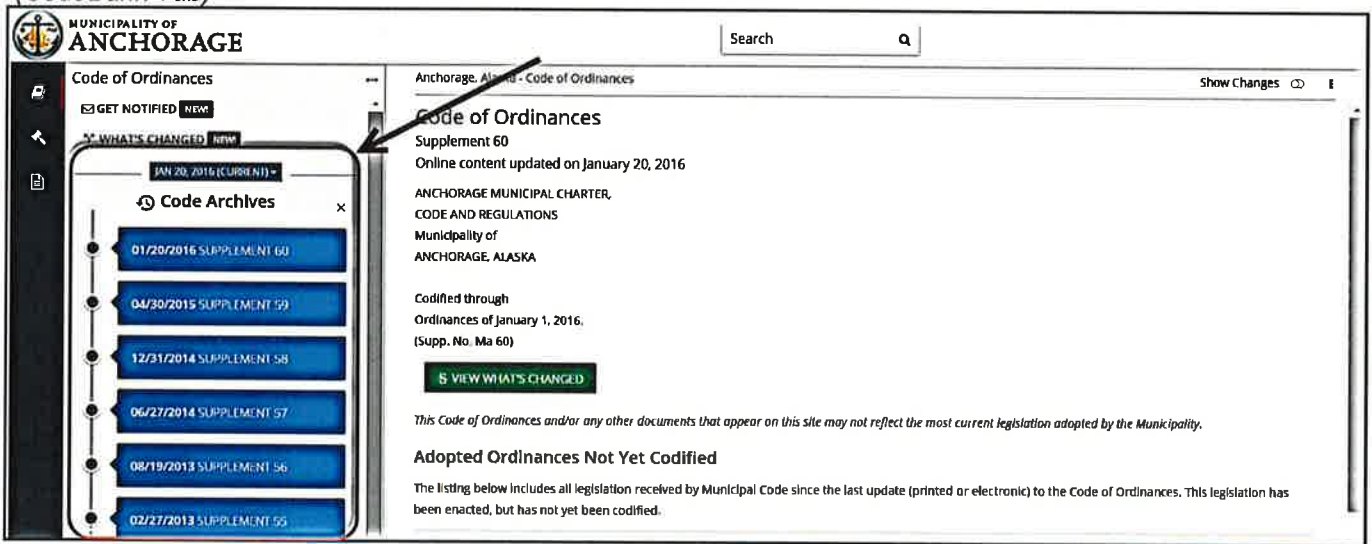 MUNICIPALITY OF
ANCHORAGE
Search
Code of Ordinances
GET NOTIFIED NEW!
WHAT'S CHANGED NEW!
JAN 20, 2016 (CURRENT)
Code Archives
01/20/2016 SUPPLEMENT 60
04/30/2015 SUPPLEMENT 59
12/31/2014 SUPPLEMENT 58
06/27/2014 SUPPLEMENT 57
08/19/2013 SUPPLEMENT 56
02/27/2013 SUPPLEMENT 55
Anchorage, Alaska - Code of Ordinances
Show Changes
Code of Ordinances
Supplement 60
Online content updated on January 20, 2016
ANCHORAGE MUNICIPAL CHARTER,
CODE AND REGULATIONS
Municipality of
ANCHORAGE, ALASKA
Codified through
Ordinances of January 1, 2016.
(Supp. No. Ma 60)
§ VIEW WHAT'S CHANGED
This Code of Ordinances and/or any other documents that appear on this site may not reflect the most current legislation adopted by the Municipality.
Adopted Ordinances Not Yet Codified
The listing below includes all legislation received by Municipal Code since the last update (printed or electronic) to the Code of Ordinances. This legislation has
been enacted, but has not yet been codified.